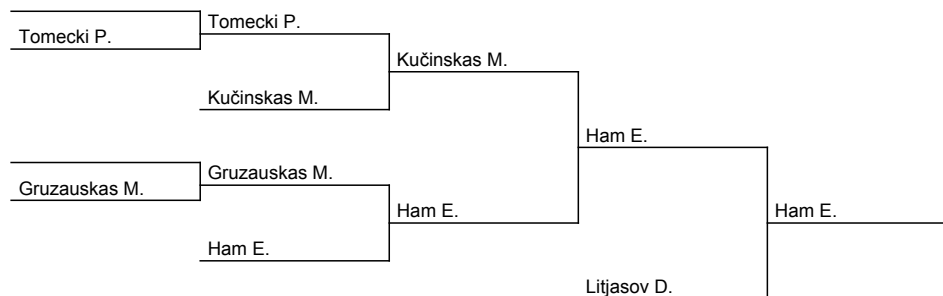 Tomecki P.
Tomecki P.
Kučinskas M.
Kučinskas M.
Ham E.
Gruzauskas M.
Gruzauskas M.
Ham E.
Ham E.
Ham E.
Litjasov D.